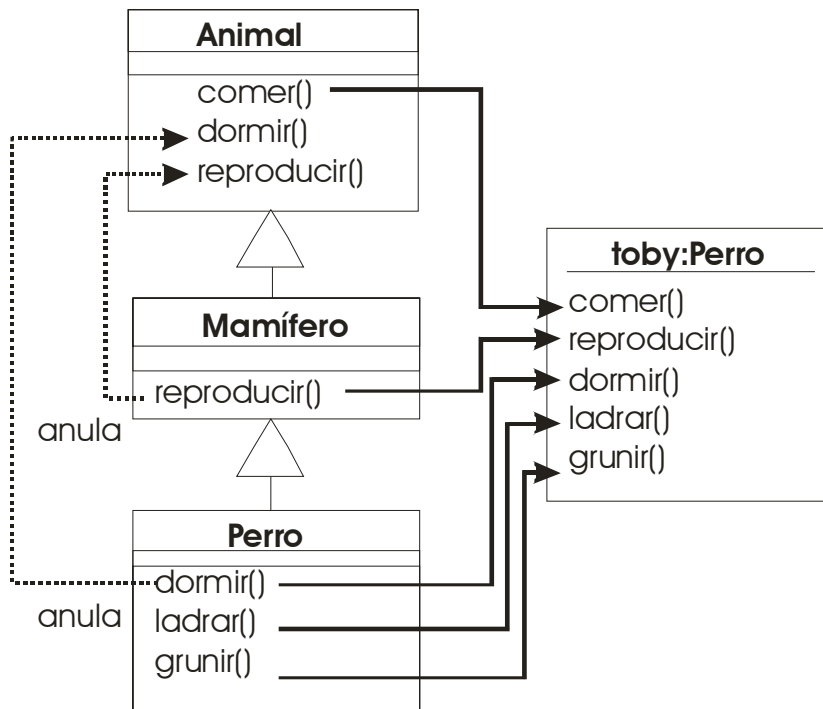 Animal
comer()
dormir()
reproducir()
Mamífero
reproducir()
anula
Perro
dormir()
anula
ladrar()
grunir()
toby:Perro
comer()
reproducir()
dormir()
ladrar()
grunir()